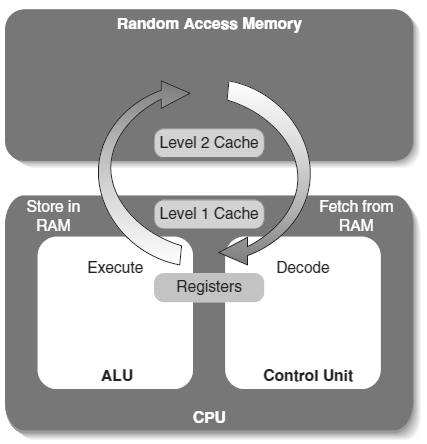 Random Access Memory
Level 2 Cache
Store in
RAM
Level 1 Cache
Fetch from
RAM
Execute
Decode
Registers
ALU
Control Unit
CPU